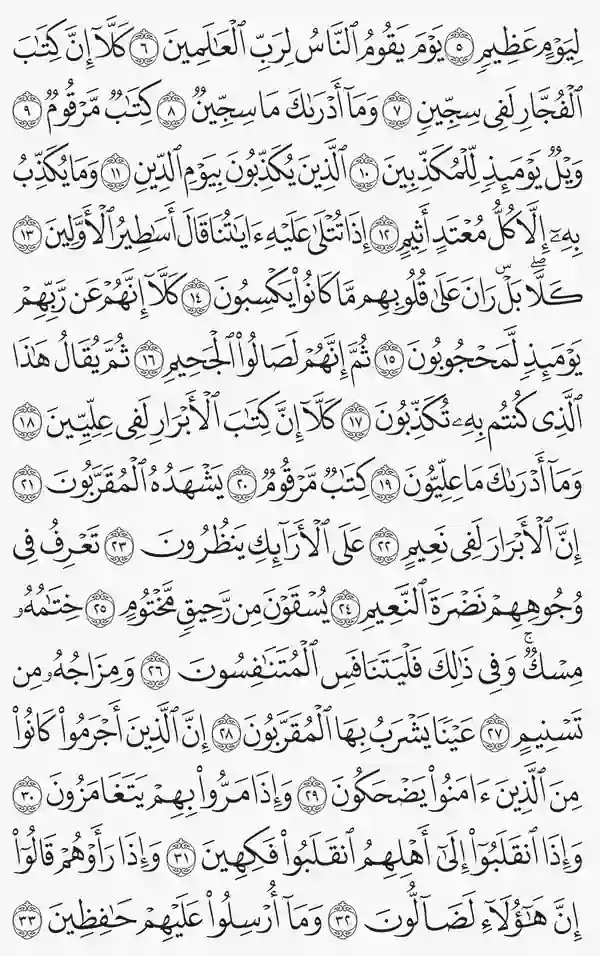 لِيَوْمٍ عَظِيمٍ ٥ يَوْمَ يَقُومُ ٱلنَّاسُ لِرَبِّ ٱلْعَٰلَمِينَ ٦ كَلَّآ إِنَّ كِتَٰبَ
ٱلْفُجَّارِ لَفِى سِجِّينٍ ٧ وَمَآ أَدْرَىٰكَ مَا سِجِّينٌ ٨ كِتَٰبٌ مَّرْقُومٌ ٩
وَيْلٌ يَوْمَئِذٍ لِّلْمُكَذِّبِينَ ١٠ ٱلَّذِينَ يُكَذِّبُونَ بِيَوْمِ ٱلدِّينِ ١١ وَمَا يُكَذِّبُ
بِهِۦٓ إِلَّا كُلُّ مُعْتَدٍ أَثِيمٍ ١٢ إِذَا تُتْلَىٰ عَلَيْهِ ءَايَٰتُنَا قَالَ أَسَٰطِيرُ ٱلْأَوَّلِينَ ١٣
كَلَّا ۖ بَلْ ۜ رَانَ عَلَىٰ قُلُوبِهِم مَّا كَانُوا۟ يَكْسِبُونَ ١٤ كَلَّآ إِنَّهُمْ عَن رَّبِّهِمْ
يَوْمَئِذٍ لَّمَحْجُوبُونَ ١٥ ثُمَّ إِنَّهُمْ لَصَالُوا۟ ٱلْجَحِيمِ ١٦ ثُمَّ يُقَالُ هَٰذَا
ٱلَّذِى كُنتُم بِهِۦ تُكَذِّبُونَ ١٧ كَلَّآ إِنَّ كِتَٰبَ ٱلْأَبْرَارِ لَفِى عِلِّيِّينَ ١٨
وَمَآ أَدْرَىٰكَ مَا عِلِّيُّونَ ١٩ كِتَٰبٌ مَّرْقُومٌ ٢٠ يَشْهَدُهُ ٱلْمُقَرَّبُونَ ٢١
إِنَّ ٱلْأَبْرَارَ لَفِى نَعِيمٍ ٢٢ عَلَى ٱلْأَرَآئِكِ يَنظُرُونَ ٢٣ تَعْرِفُ فِى
وُجُوهِهِمْ نَضْرَةَ ٱلنَّعِيمِ ٢٤ يُسْقَوْنَ مِن رَّحِيقٍ مَّخْتُومٍ ٢٥ خِتَٰمُهُۥ
مِسْكٌ ۚ وَفِى ذَٰلِكَ فَلْيَتَنَافَسِ ٱلْمُتَنَٰفِسُونَ ٢٦ وَمِزَاجُهُۥ مِن
تَسْنِيمٍ ٢٧ عَيْنًا يَشْرَبُ بِهَا ٱلْمُقَرَّبُونَ ٢٨ إِنَّ ٱلَّذِينَ أَجْرَمُوا۟ كَانُوا۟
مِنَ ٱلَّذِينَ ءَامَنُوا۟ يَضْحَكُونَ ٢٩ وَإِذَا مَرُّوا۟ بِهِمْ يَتَغَامَزُونَ ٣٠
وَإِذَا ٱنقَلَبُوٓا۟ إِلَىٰٓ أَهْلِهِمُ ٱنقَلَبُوا۟ فَكِهِينَ ٣١ وَإِذَا رَأَوْهُمْ قَالُوٓا۟
إِنَّ هَٰٓؤُلَآءِ لَضَآلُّونَ ٣٢ وَمَآ أُرْسِلُوا۟ عَلَيْهِمْ حَٰفِظِينَ ٣٣